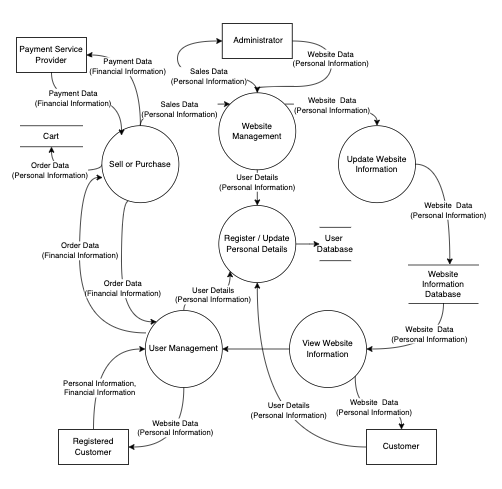 Administrator
Payment Service
Provider
Payment Data
(Financial Information)
Website Data
(Personal Information)
Sales Data
(Personal Information)
Payment Data
(Financial Information)
Sales Data
(Personal Information)
Website Data
(Personal Information)
Cart
Website
Management
Sell or Purchase
Update Website
Information
Order Data
(Personal Information)
User Details
(Personal Information)
Website Data
(Personal Information)
Register / Update
Personal Details
User
Database
Order Data
(Financial Information)
Website
Information
Database
Order Data
(Financial Information)
User Details
(Personal Information)
Website Data
(Personal Information)
User Management
View Website
Information
Personal Information,
Financial Information
Website Data
(Personal Information)
User Details
(Personal Information)
Website Data
(Personal Information)
Registered
Customer
Customer